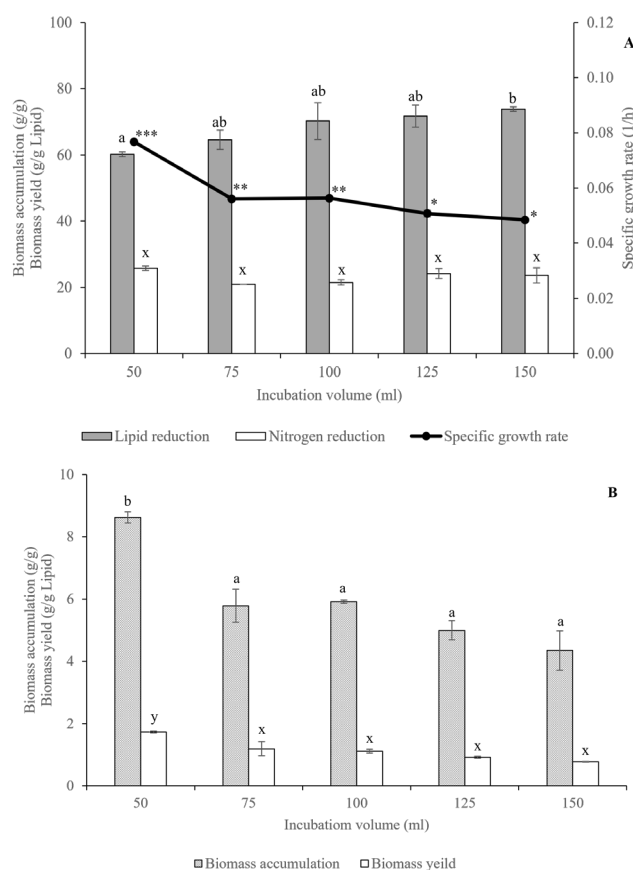 A
Biomass accumulation (g/g)
Biomass yield (g/g Lipid)
100
80
60
40
20
0
a
***
ab
**
ab
**
ab
*
b
*
x
x
x
x
x
0.12
0.10
0.08
0.06
0.04
0.02
0.00
Specific growth rate (1/h)
50 75 100 125 150
Incubation volume (ml)
Lipid reduction Nitrogen reduction Specific growth rate
B
Biomass accumulation (g/g)
Biomass yield (g/g Lipid)
10
8
6
4
2
0
b
a
a
a
a
y
x
x
x
x
50 75 100 125 150
Incubatiom volume (ml)
Biomass accumulation Biomass yeild